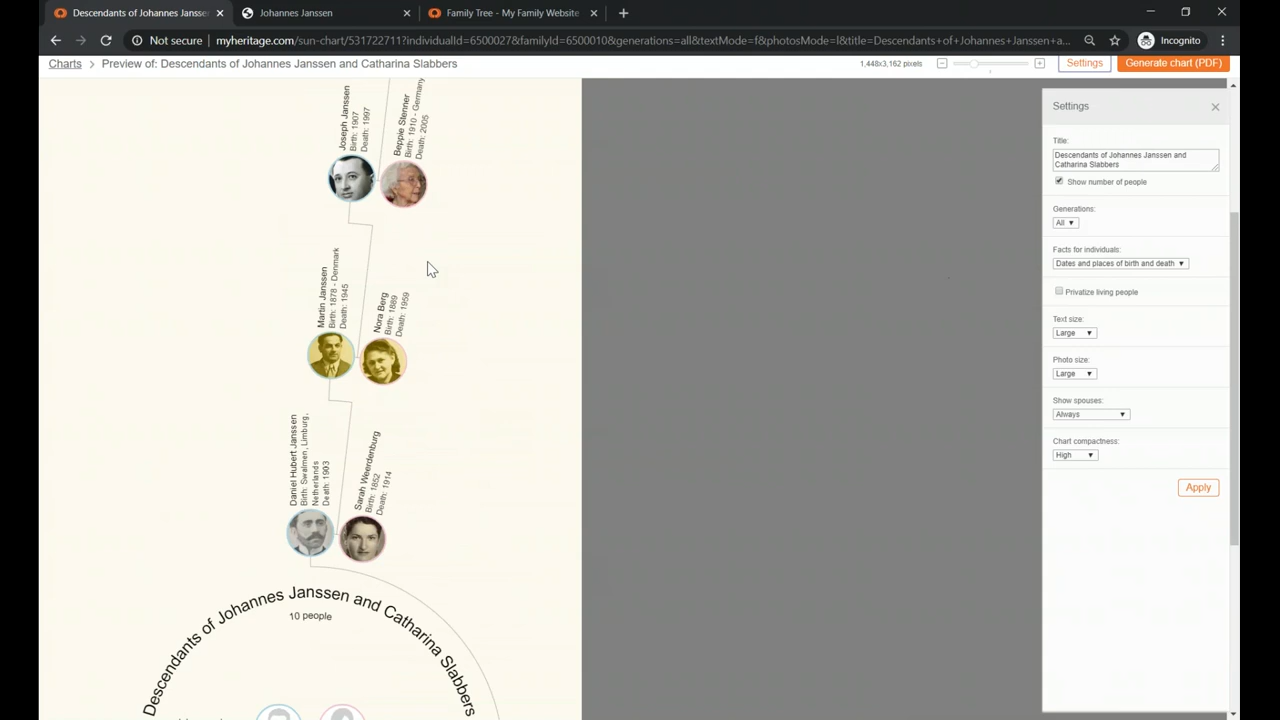 Descendants of Johannes Jansse
Johannes Janssen
Family Tree - My Family Website
Not secure
myheritage.com/sun-chart/531722711?individualId=6500027&familyId=6500010&generations=all&textMode=f&photosMode=l&title=Descendants+of+Johannes+Janssen+a...
Incognito
Charts
Preview of: Descendants of Johannes Janssen and Catharina Slabbers
1,448x3,162 pixels
Settings
Generate chart (PDF)
Joseph Janssen
Birth: 1907
Death: 1997
Beppie Stenner
Birth: 1910 - Germany
Death: 2005
Martin Janssen
Birth: 1878 - Denmark
Death: 1945
Nora Berg
Birth: 1889
Death: 1959
Daniel Hubert Janssen
Birth: Swalmen, Limburg,
Netherlands
Death: 1903
Sarah Weerdenburg
Birth: 1852
Death: 1914
Descendants of Johannes Janssen and Catharina Slabbers
10 people
Settings
Title:
Descendants of Johannes Janssen and
Catharina Slabbers
Show number of people
Generations:
All
Facts for individuals:
Dates and places of birth and death
Privatize living people
Text size:
Large
Photo size:
Large
Show spouses:
Always
Chart compactness:
High
Apply